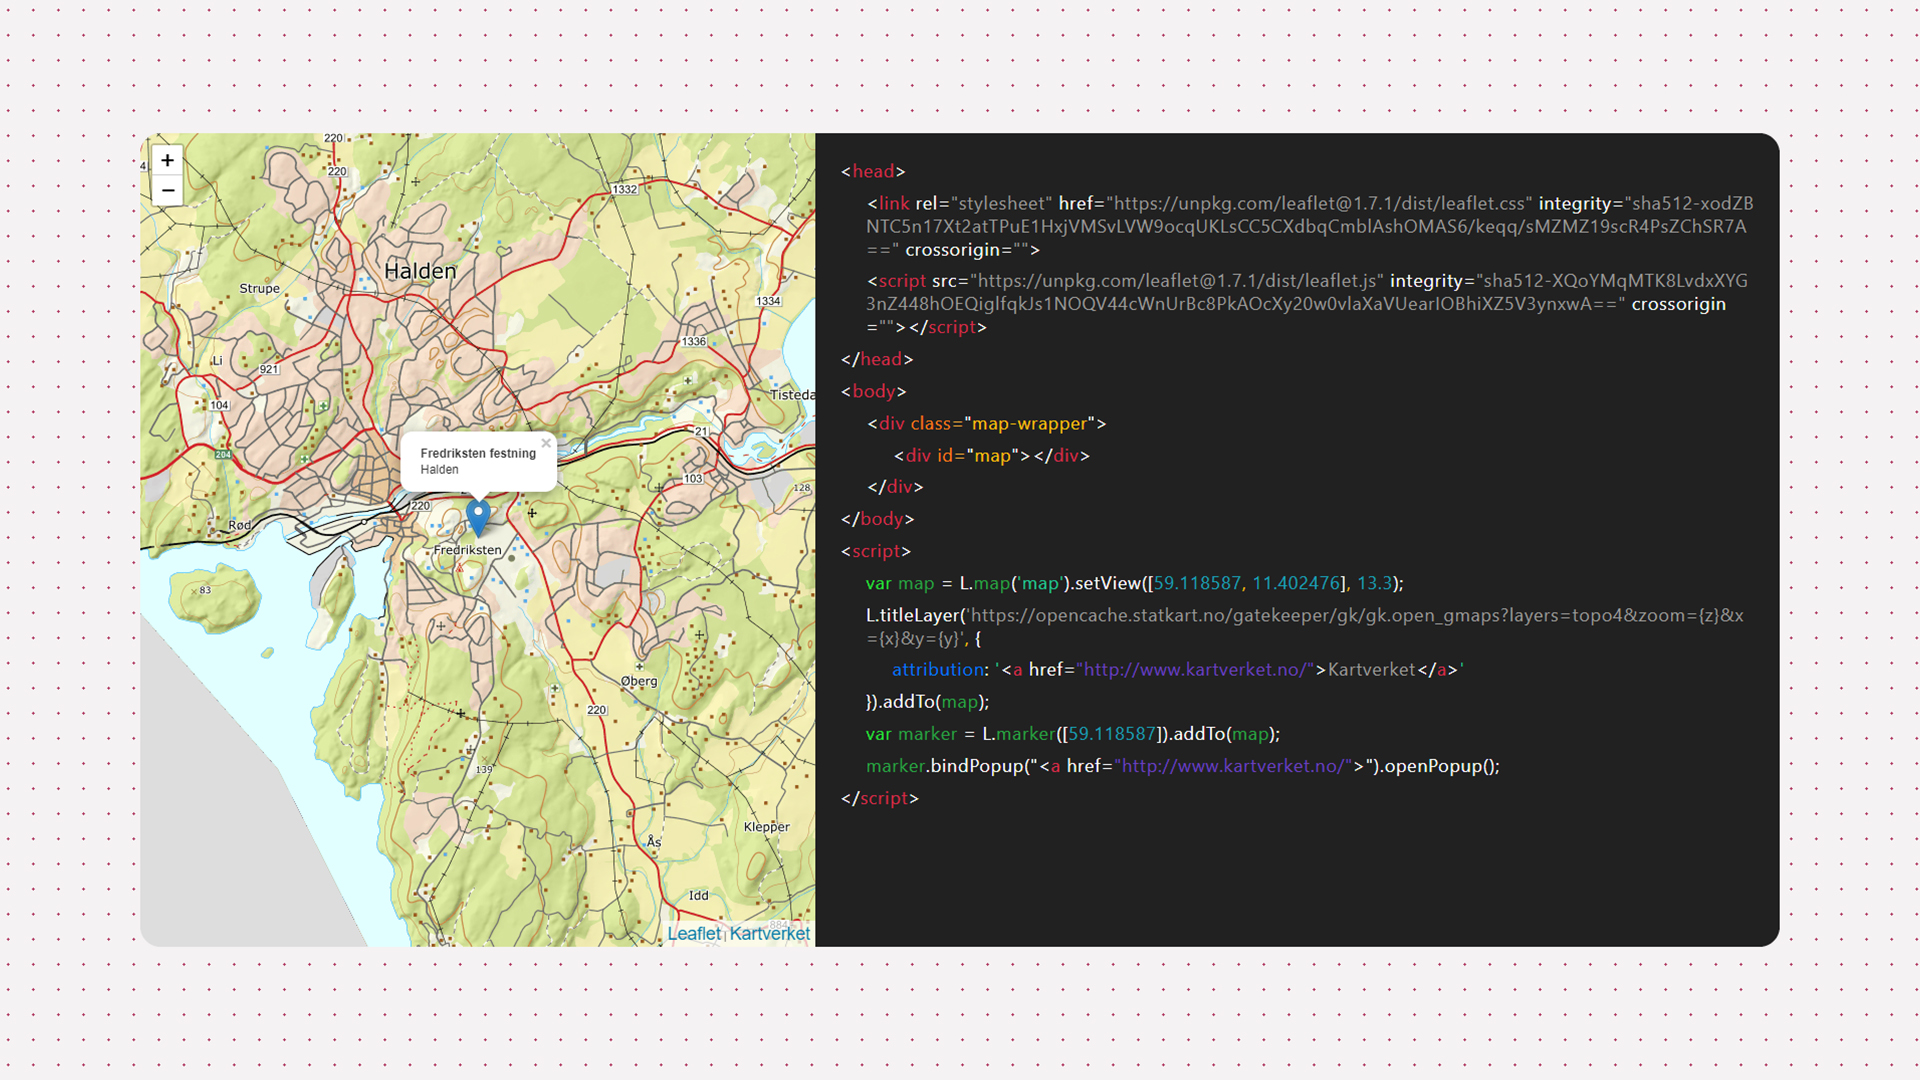 220
4
+
220
−
1332
Halden
Strupe
1334
1336
Li
921
Tisteda
104
21
204
×
Fredriksten festning
Halden
103
128
220
Rød
Fredriksten
83
Øberg
220
139
Klepper
Ås
Idd
884
Leaflet | Kartverket
<head>
<link rel="stylesheet" href="https://unpkg.com/leaflet@1.7.1/dist/leaflet.css" integrity="sha512-xodZB
NTC5n17Xt2atTPuE1HxjVMSvLVW9ocqUKLsCC5CXdbqCmblAshOMAS6/keqq/sMZMZ19scR4PsZChSR7A
==" crossorigin="">
<script src="https://unpkg.com/leaflet@1.7.1/dist/leaflet.js" integrity="sha512-XQoYMqMTK8LvdxXYG
3nZ448hOEQiglfqkJs1NOQV44cWnUrBc8PkAOcXy20w0vlaXaVUearIOBhiXZ5V3ynxwA==" crossorigin
=""></script>
</head>
<body>
<div class="map-wrapper">
<div id="map"></div>
</div>
</body>
<script>
var map = L.map('map').setView([59.118587, 11.402476], 13.3);
L.titleLayer('https://opencache.statkart.no/gatekeeper/gk/gk.open_gmaps?layers=topo4&zoom={z}&x
={x}&y={y}', {
attribution: '<a href="http://www.kartverket.no/">Kartverket</a>'
}).addTo(map);
var marker = L.marker([59.118587]).addTo(map);
marker.bindPopup("<a href="http://www.kartverket.no/">").openPopup();
</script>